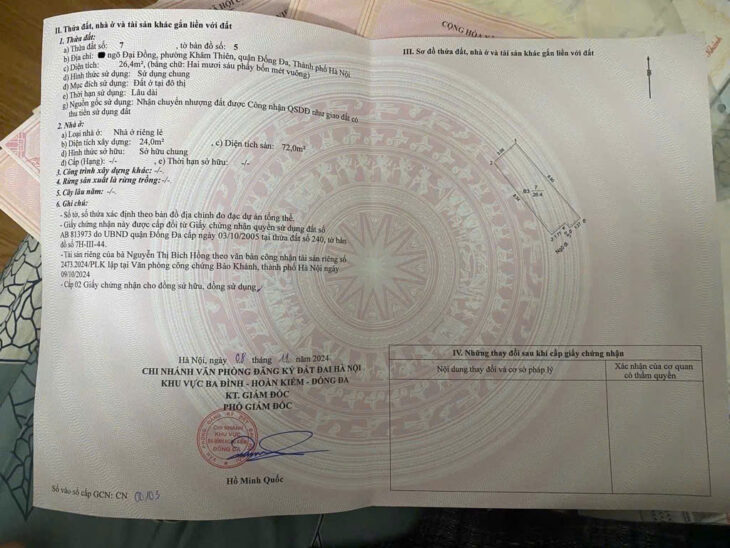 II. Thửa đất, nhà ở và tài sản khác gắn liền với đất
1. Thửa đất:
a) Thửa đất số: 7 , tờ bản đồ số: 5
b) Địa chỉ: ngõ Đại Đồng, phường Khâm Thiên, quận Đống Đa, Thành phố Hà Nội
c) Diện tích: 26,4m², (bằng chữ: Hai mươi sáu phẩy bốn mét vuông)
d) Hình thức sử dụng: Sử dụng chung
đ) Mục đích sử dụng: Đất ở tại đô thị
e) Thời hạn sử dụng: Lâu dài
g) Nguồn gốc sử dụng: Nhận chuyển nhượng đất được Công nhận QSDĐ như giao đất có
thu tiền sử dụng đất
2. Nhà ở:
a) Loại nhà ở: Nhà ở riêng lẻ
b) Diện tích xây dựng: 24,0m² , c) Diện tích sàn: 72,0m²
d) Hình thức sở hữu: Sở hữu chung
đ) Cấp (Hạng): -/- , e) Thời hạn sở hữu: -/-
3. Công trình xây dựng khác: -/-
4. Rừng sản xuất là rừng trồng: -/-
5. Cây lâu năm: -/-
6. Ghi chú:
- Số tờ, số thửa xác định theo bản đồ địa chính đo đạc dự án tổng thể.
- Giấy chứng nhận này được cấp đổi từ Giấy chứng nhận quyền sử dụng đất số
AB 813973 do UBND quận Đống Đa cấp ngày 03/10/2005 tại thửa đất số 240, tờ bản
đồ số 7H-III-44.
- Tài sản riêng của bà Nguyễn Thị Bích Hồng theo văn bản công nhận tài sản riêng số
2473.2024/PLK lập tại Văn phòng công chứng Bảo Khánh, thành phố Hà Nội ngày
09/10/2024
- Cấp 02 Giấy chứng nhận cho đồng sử hữu, đồng sử dụng
Hà Nội, ngày 08 tháng 11 năm 2024
CHI NHÁNH VĂN PHÒNG ĐĂNG KÝ ĐẤT ĐAI HÀ NỘI
KHU VỰC BA ĐÌNH - HOÀN KIẾM - ĐỐNG ĐA
KT. GIÁM ĐỐC
PHÓ GIÁM ĐỐC
CHI NHÁNH
KHU VỰC
ĐỐNG ĐA
Hồ Minh Quốc
Số vào sổ cấp GCN: CN 00103
III. Sơ đồ thửa đất, nhà ở và tài sản khác gắn liền với đất
B3 7
26.4
IV. Những thay đổi sau khi cấp giấy chứng nhận
Nội dung thay đổi và cơ sở pháp lý
Xác nhận của cơ quan
có thẩm quyền